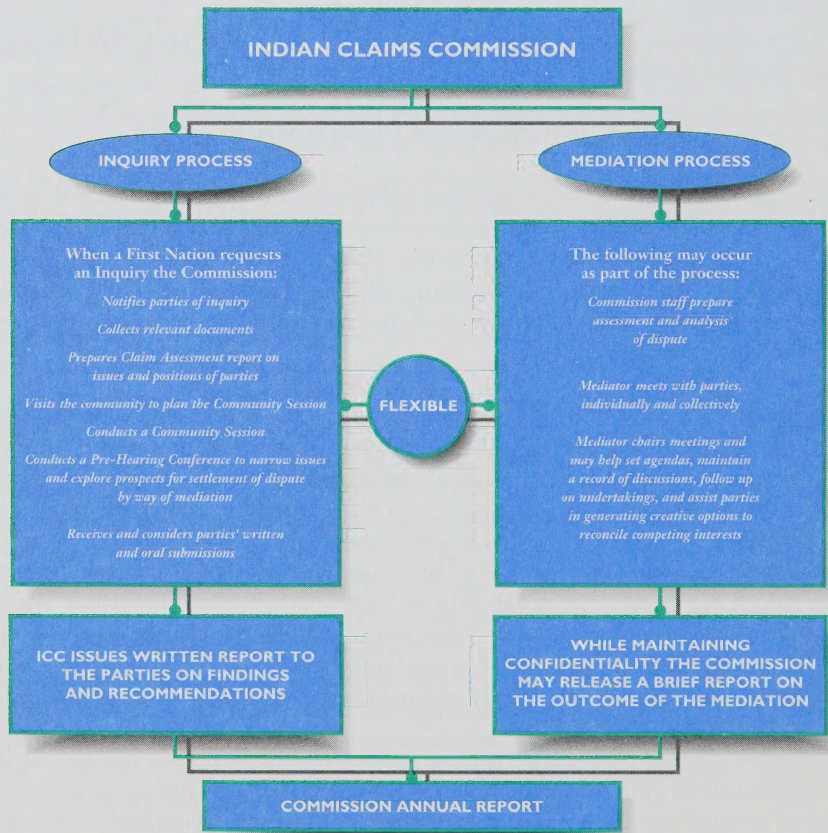 INDIAN CLAIMS COMMISSION
INQUIRY PROCESS
When a First Nation requests
an Inquiry the Commission:
Notifies parties of inquiry
Collects relevant documents
Prepares Claim Assessment report on
issues and positions of parties
Visits the community to plan the Community Session
Conducts a Community Session
Conducts a Pre-Hearing Conference to narrow issues
and explore prospects for settlement of dispute
by way of mediation
Receives and considers parties' written
and oral submissions
FLEXIBLE
MEDIATION PROCESS
The following may occur
as part of the process:
Commission staff prepare
assessment and analysis
of dispute
Mediator meets with parties,
individually and collectively
Mediator chairs meetings and
may help set agendas, maintain
a record of discussions, follow up
on undertakings, and assist parties
in generating creative options to
reconcile competing interests
ICC ISSUES WRITTEN REPORT TO
THE PARTIES ON FINDINGS
AND RECOMMENDATIONS
WHILE MAINTAINING
CONFIDENTIALITY THE COMMISSION
MAY RELEASE A BRIEF REPORT ON
THE OUTCOME OF THE MEDIATION
COMMISSION ANNUAL REPORT